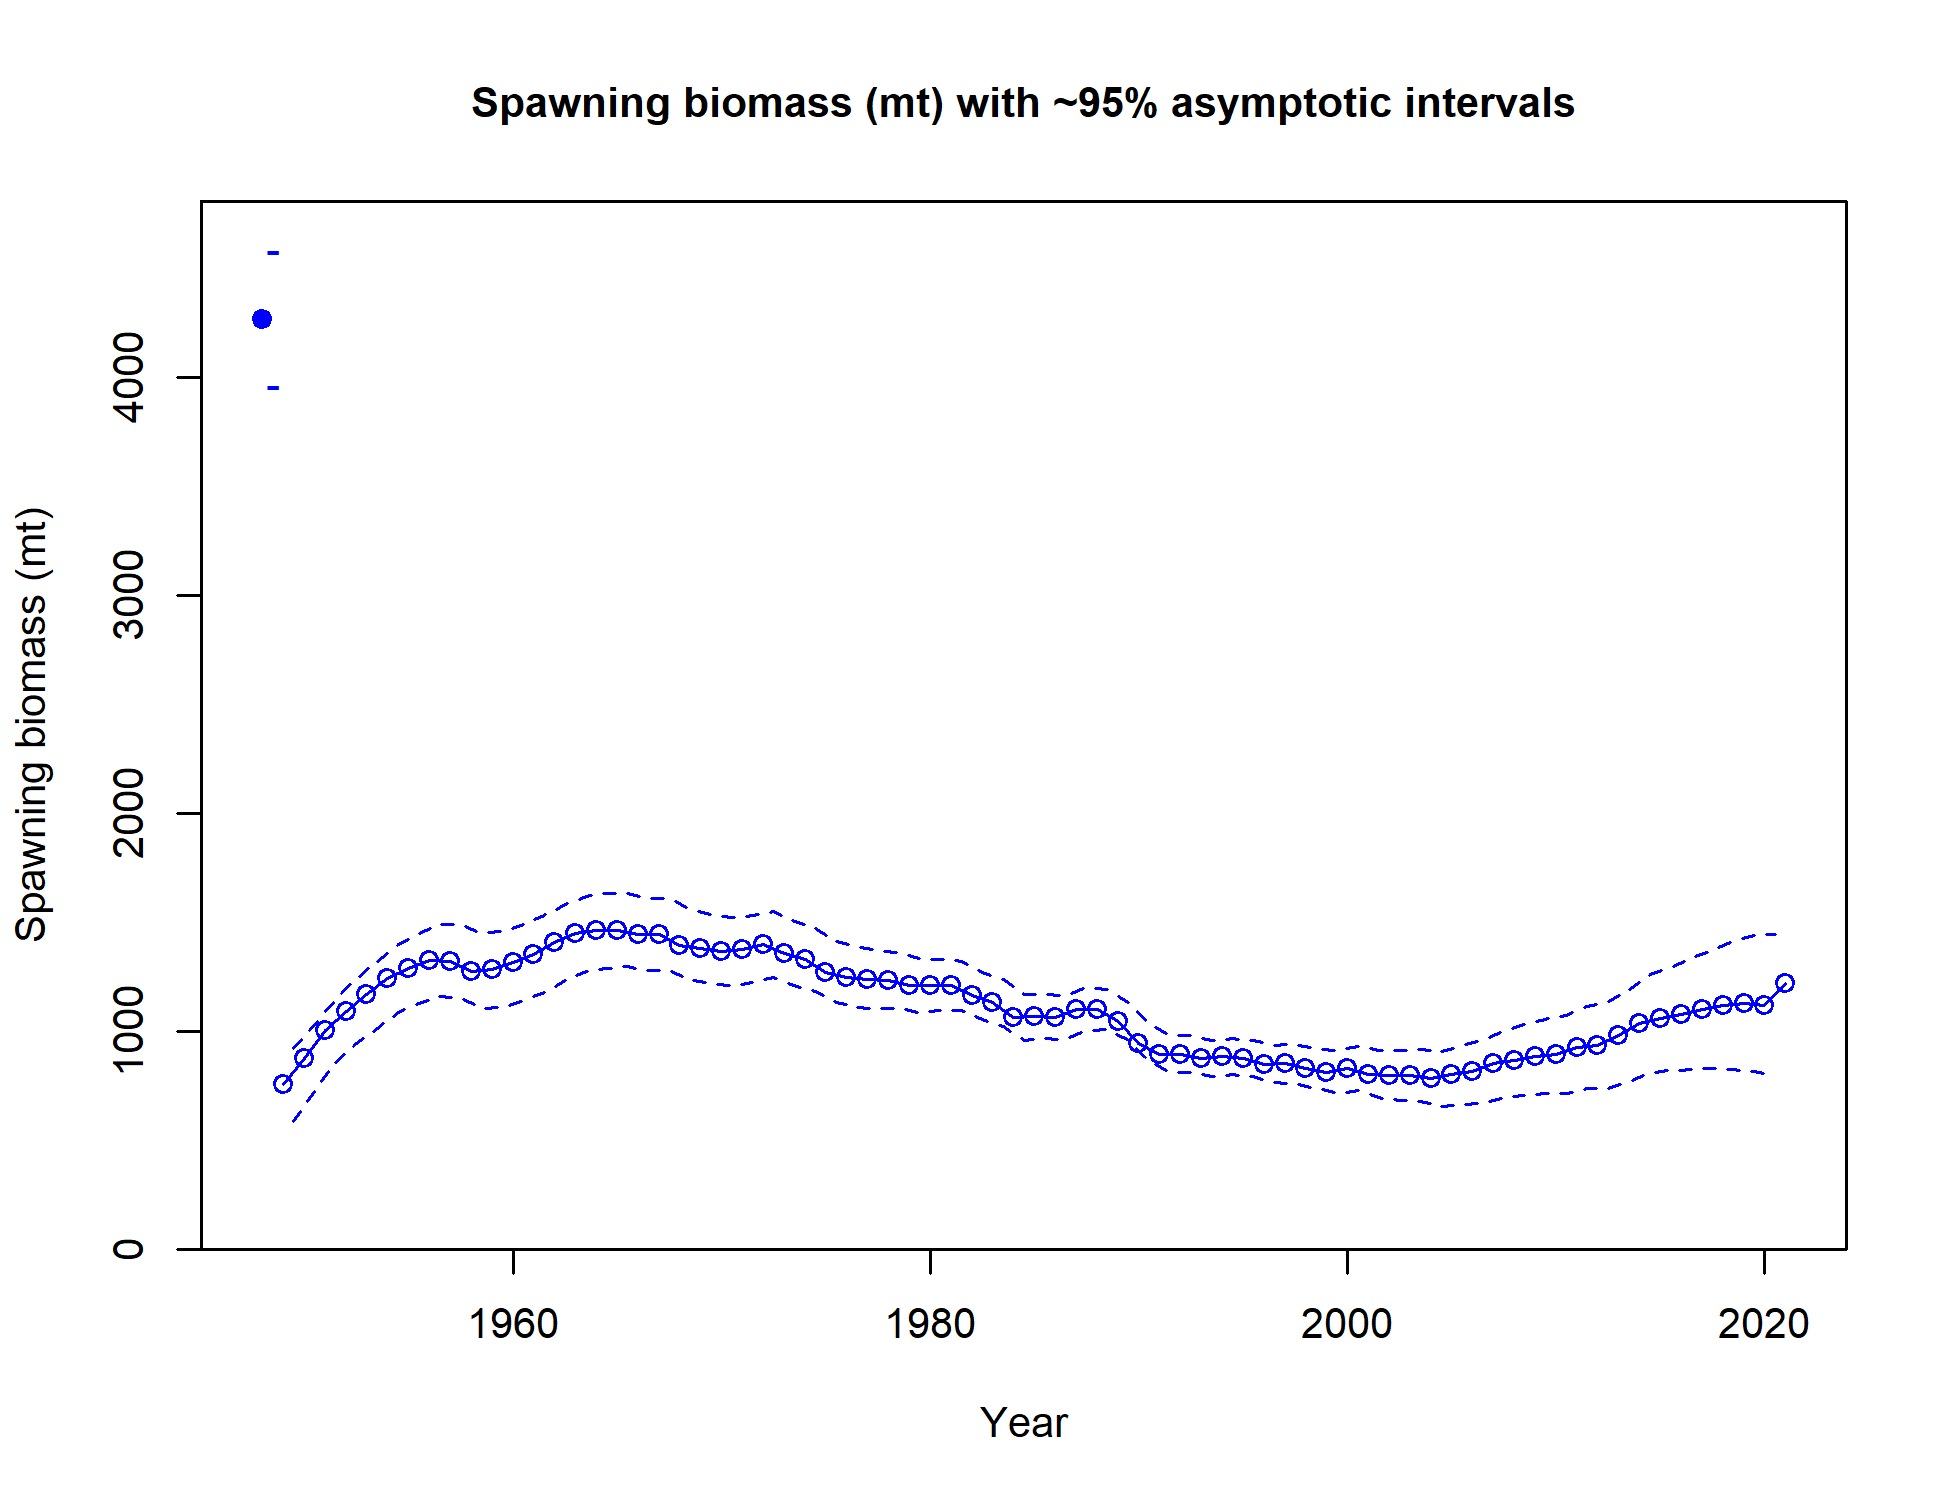 Spawning biomass (mt) with ~95% asymptotic intervals
Spawning biomass (mt)
4000
3000
2000
1000
0
1960 1980 2000 2020
Year